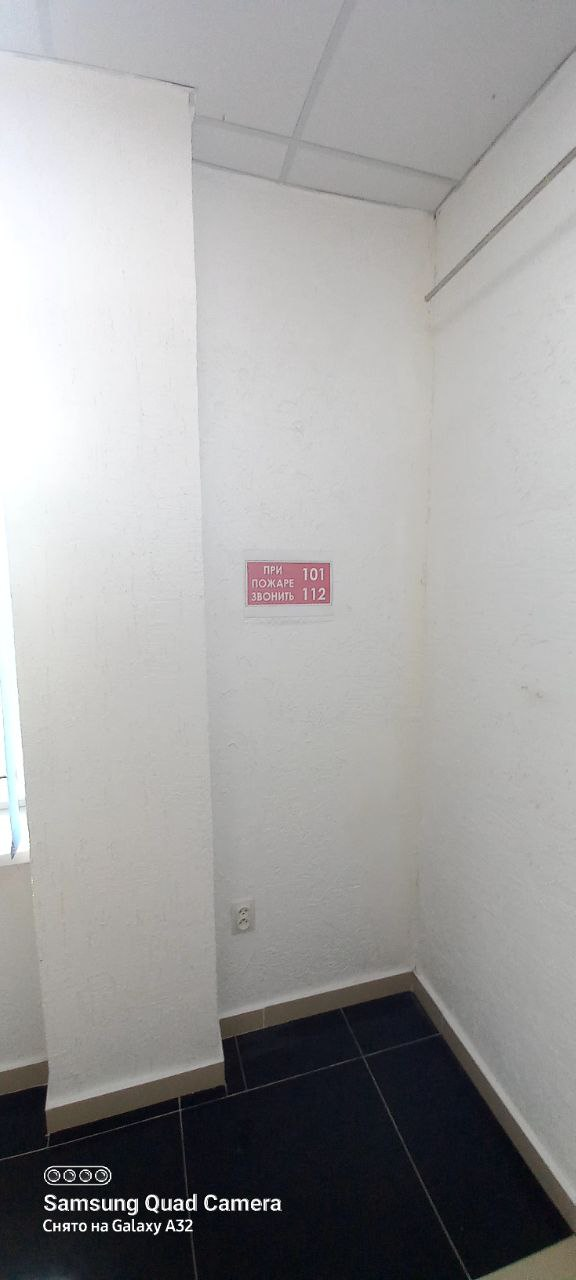 ПРИ
ПОЖАРЕ
ЗВОНИТЬ
101
112
Samsung Quad Camera
Снято на Galaxy A32